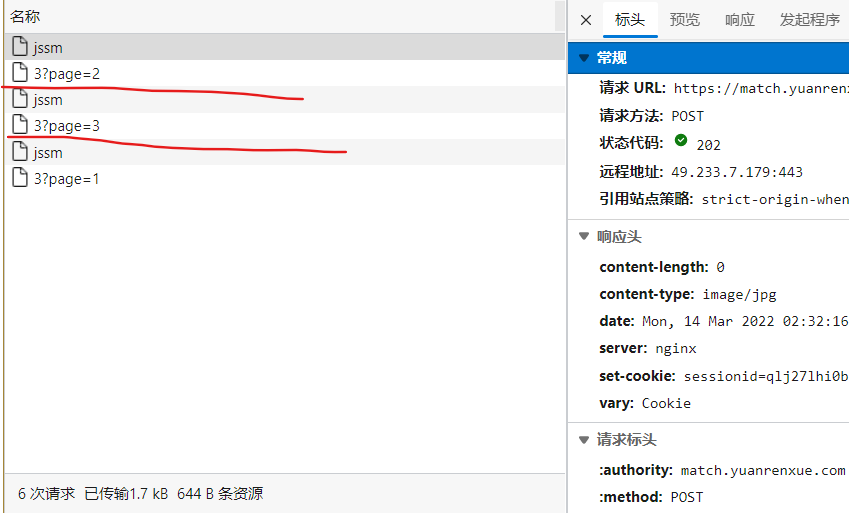 名称
jssm
3?page=2
jssm
3?page=3
jssm
3?page=1
6 次请求 已传输1.7 kB 644 B 条资源
标头 预览 响应 发起程序
常规
请求 URL: https://match.yuanren
请求方法: POST
状态代码: 202
远程地址: 49.233.7.179:443
引用站点策略: strict-origin-when
响应头
content-length: 0
content-type: image/jpg
date: Mon, 14 Mar 2022 02:32:16
server: nginx
set-cookie: sessionid=qlj27lhi0b
vary: Cookie
请求标头
:authority: match.yuanrenxue.com
:method: POST